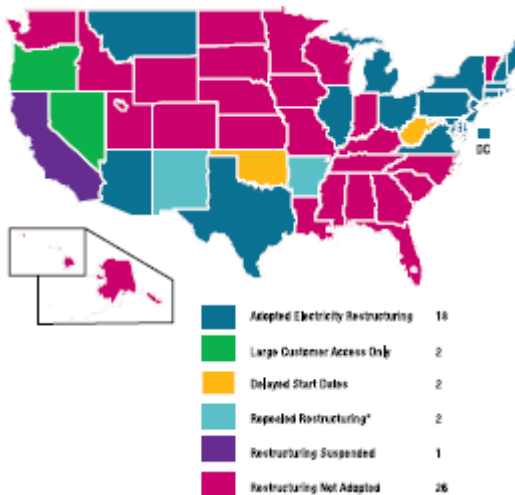 DC
Adopted Electricity Restructuring 18
Large Customer Access Only 2
Delayed Start Dates 2
Repealed Restructuring* 2
Restructuring Suspended 1
Restructuring Not Adopted 26